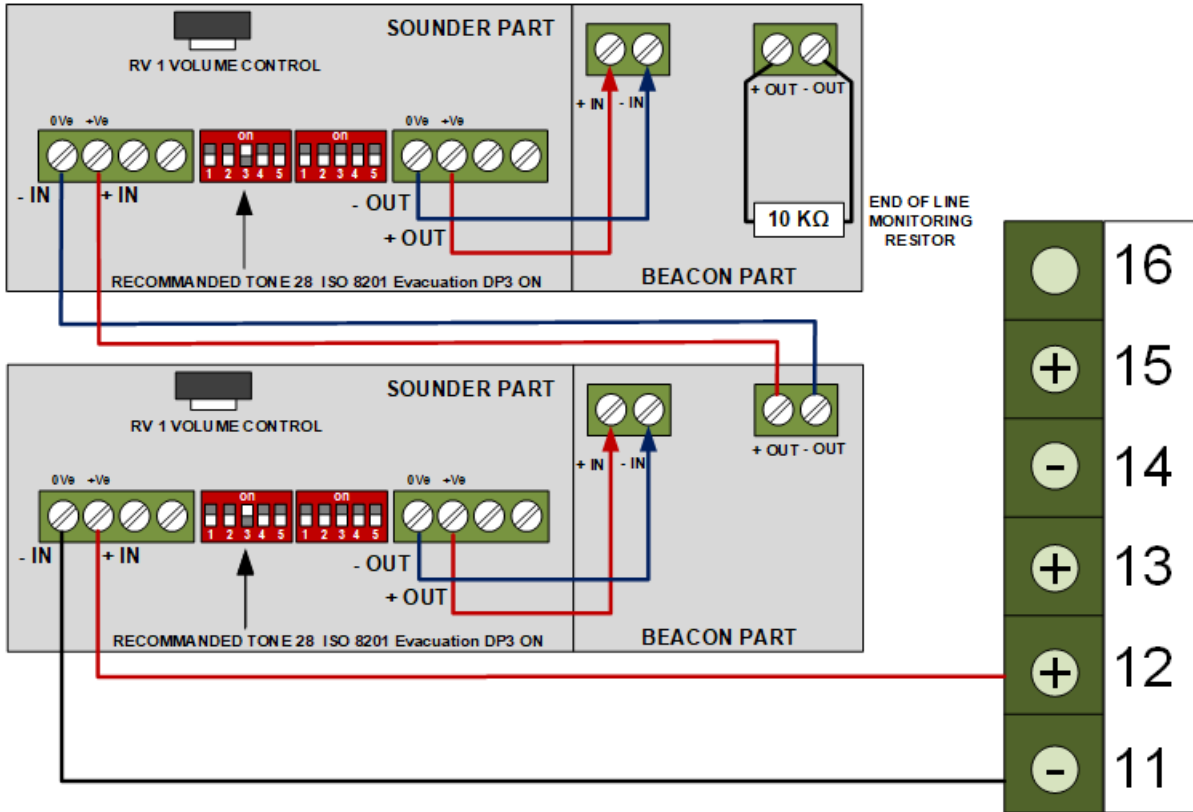 SOUNDER PART
RV 1 VOLUME CONTROL
+ IN - IN
+ OUT - OUT
0Ve +Ve
on
1 2 3 4 5
on
1 2 3 4 5
0Ve +Ve
- IN + IN
- OUT
+ OUT
10 KΩ
END OF LINE
MONITORING
RESITOR
RECOMMANDED TONE 28 ISO 8201 Evacuation DP3 ON
BEACON PART
SOUNDER PART
RV 1 VOLUME CONTROL
+ IN - IN
+ OUT - OUT
0Ve +Ve
on
1 2 3 4 5
on
1 2 3 4 5
0Ve +Ve
- IN + IN
- OUT
+ OUT
RECOMMANDED TONE 28 ISO 8201 Evacuation DP3 ON
BEACON PART
16
+ 15
- 14
+ 13
+ 12
- 11